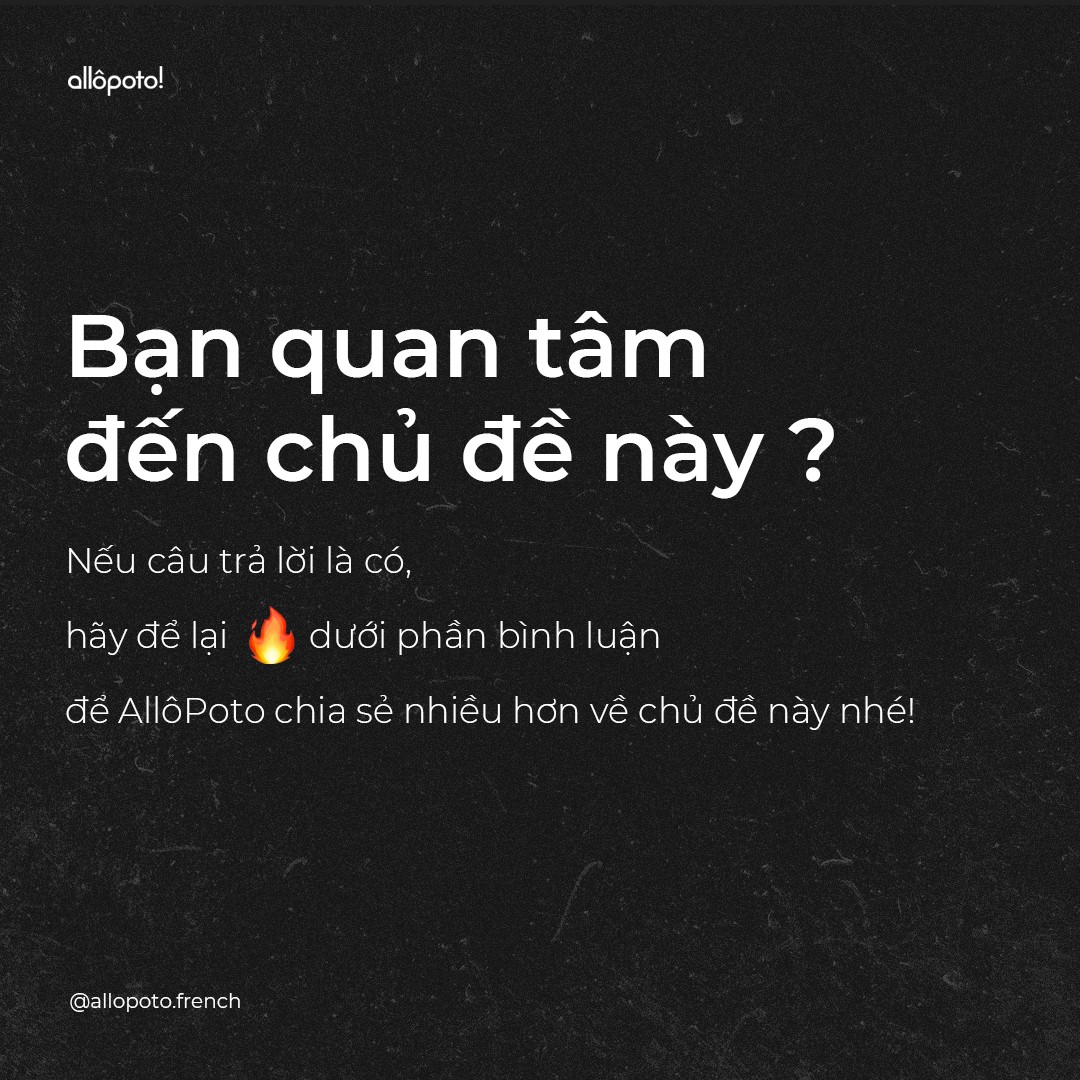 allôpoto!
Bạn quan tâm
đến chủ đề này ?
Nếu câu trả lời là có,
hãy để lại 🔥 dưới phần bình luận
để AllôPoto chia sẻ nhiều hơn về chủ đề này nhé!
@allopoto.french